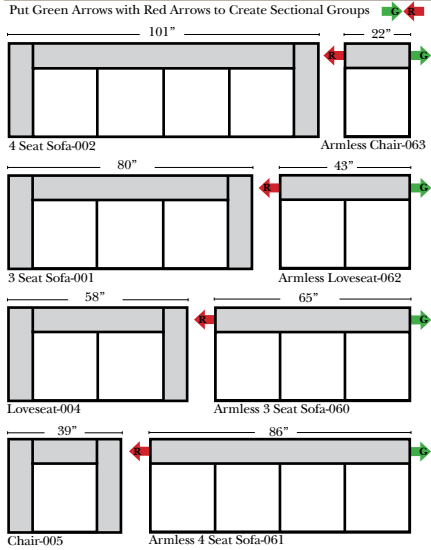 Put Green Arrows with Red Arrows to Create Sectional Groups G R
101” 22”
R G
4 Seat Sofa-002 Armless Chair-063
80” 43”
R G
3 Seat Sofa-001 Armless Loveseat-062
58” 65”
R G
Loveseat-004 Armless 3 Seat Sofa-060
39” 86”
R G
Chair-005 Armless 4 Seat Sofa-061